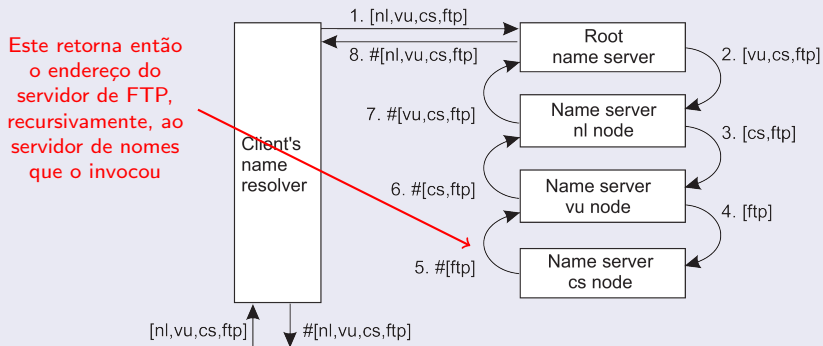 Este retorna então
o endereço do
servidor de FTP,
recursivamente, ao
servidor de nomes
que o invocou
Client's
name
resolver
1. [nl,vu,cs,ftp]
8. #[nl,vu,cs,ftp]
Root
name server
2. [vu,cs,ftp]
7. #[vu,cs,ftp]
Name server
nl node
3. [cs,ftp]
6. #[cs,ftp]
Name server
vu node
4. [ftp]
5. #[ftp]
Name server
cs node
[nl,vu,cs,ftp]
#[nl,vu,cs,ftp]